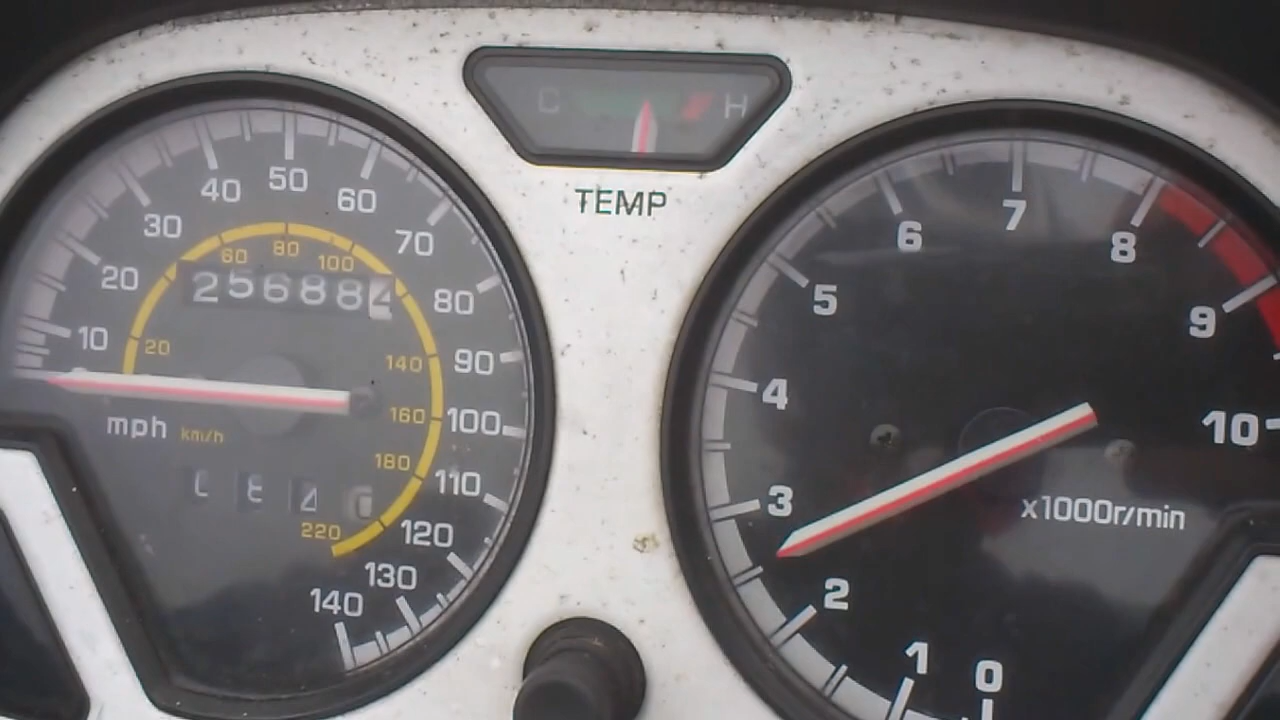 C H
TEMP
10 20 30 40 50 60 70 80 90 100 110 120 130 140
20 60 80 100 140 160 180 220
256884
mph km/h
0 1 2 3 4 5 6 7 8 9 10
x1000r/min